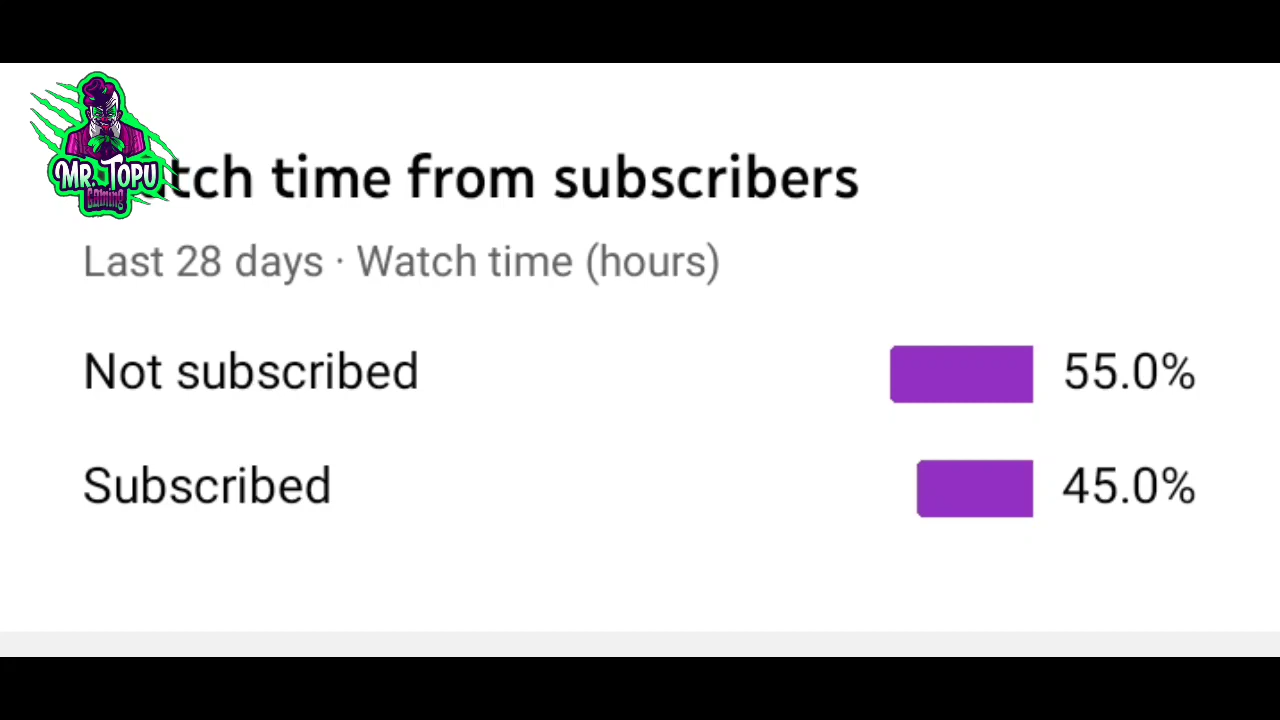 MR. TOPU
GAMING
tch time from subscribers
Last 28 days · Watch time (hours)
Not subscribed 55.0%
Subscribed 45.0%